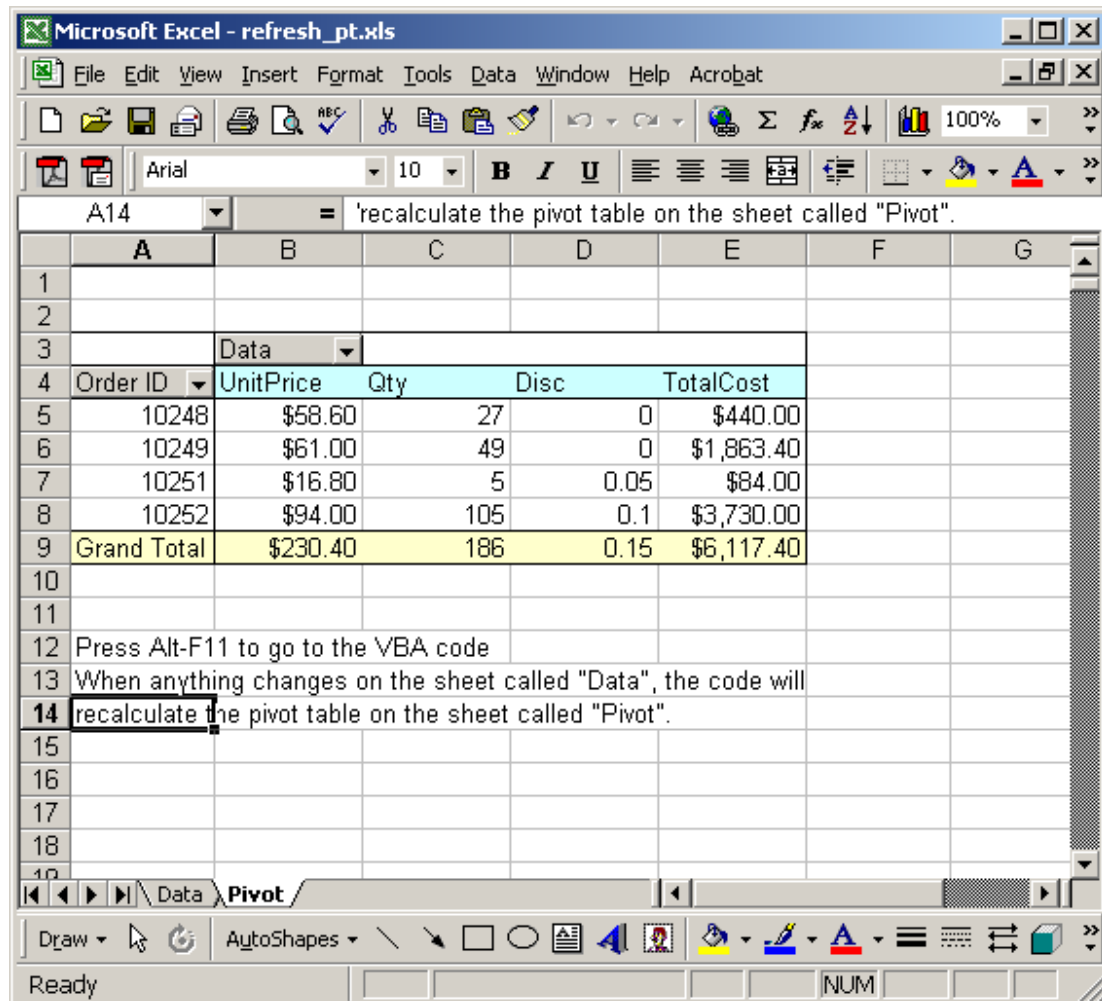 Microsoft Excel - refresh_pt.xls
File Edit View Insert Format Tools Data Window Help Acrobat
ABC Σ fx A Z 100%
Arial 10 B I U A
A14 = 'recalculate the pivot table on the sheet called "Pivot".
A B C D E F G
1
2
3 Data
4 Order ID UnitPrice Qty Disc TotalCost
5 10248 $58.60 27 0 $440.00
6 10249 $61.00 49 0 $1,863.40
7 10251 $16.80 5 0.05 $84.00
8 10252 $94.00 105 0.1 $3,730.00
9 Grand Total $230.40 186 0.15 $6,117.40
10
11
12 Press Alt-F11 to go to the VBA code
13 When anything changes on the sheet called "Data", the code will
14 recalculate the pivot table on the sheet called "Pivot".
15
16
17
18
19
Data Pivot
Draw AutoShapes A A
Ready NUM